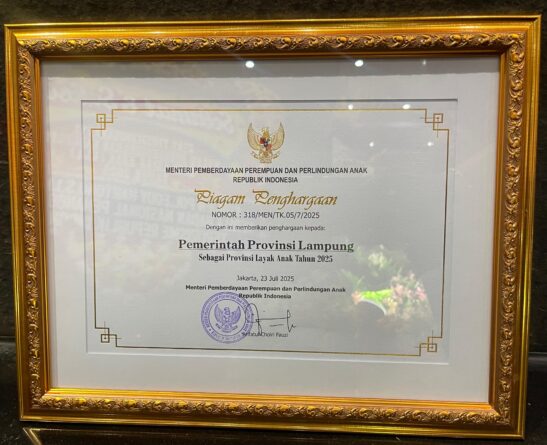 MENTERI PEMBERDAYAAN PEREMPUAN DAN PERLINDUNGAN ANAK
REPUBLIK INDONESIA
Piagam Penghargaan
NOMOR : 318/MEN/TK.05/7/2025
Dengan ini memberikan penghargaan kepada:
Pemerintah Provinsi Lampung
Sebagai Provinsi Layak Anak Tahun 2025
Jakarta, 23 Juli 2025
Menteri Pemberdayaan Perempuan dan Perlindungan Anak
Republik Indonesia
Choiri Fauzi